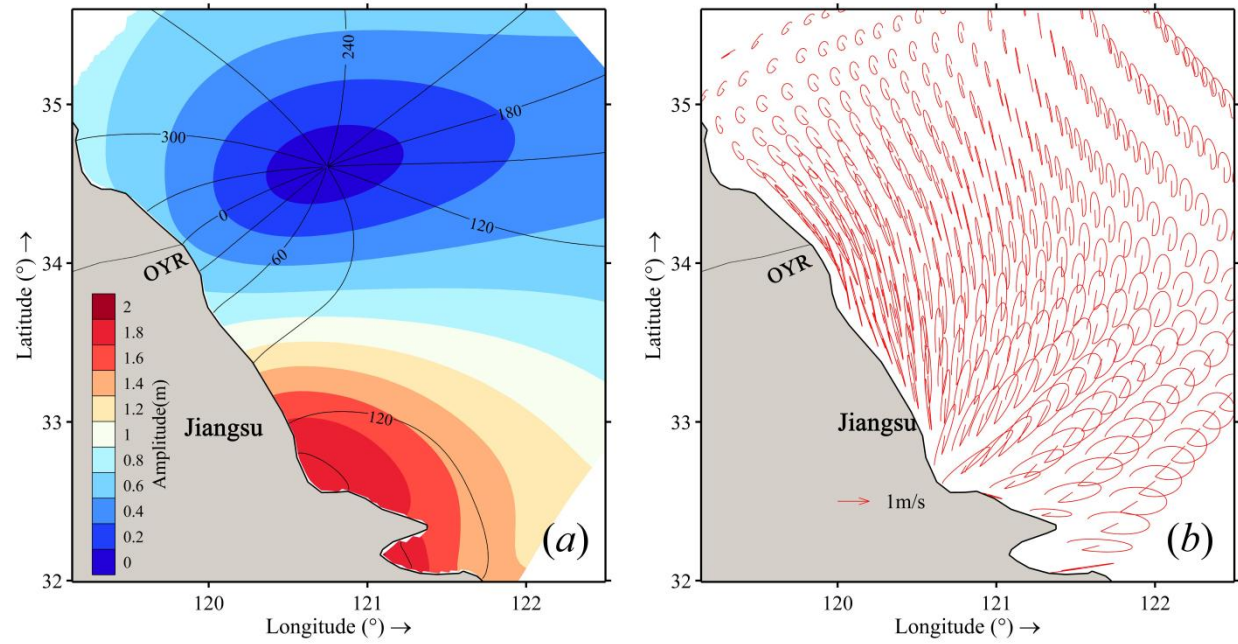 240
35
300
180
0
120
60
34
OYR
2
1.8
1.6
1.4
1.2
1
0.8
0.6
0.4
0.2
0
Amplitude(m)
120
33
Jiangsu
(a)
32
120
121
122
Latitude (°) →
Longitude (°) →
35
34
OYR
33
Jiangsu
1m/s
(b)
32
120
121
122
Latitude (°) →
Longitude (°) →